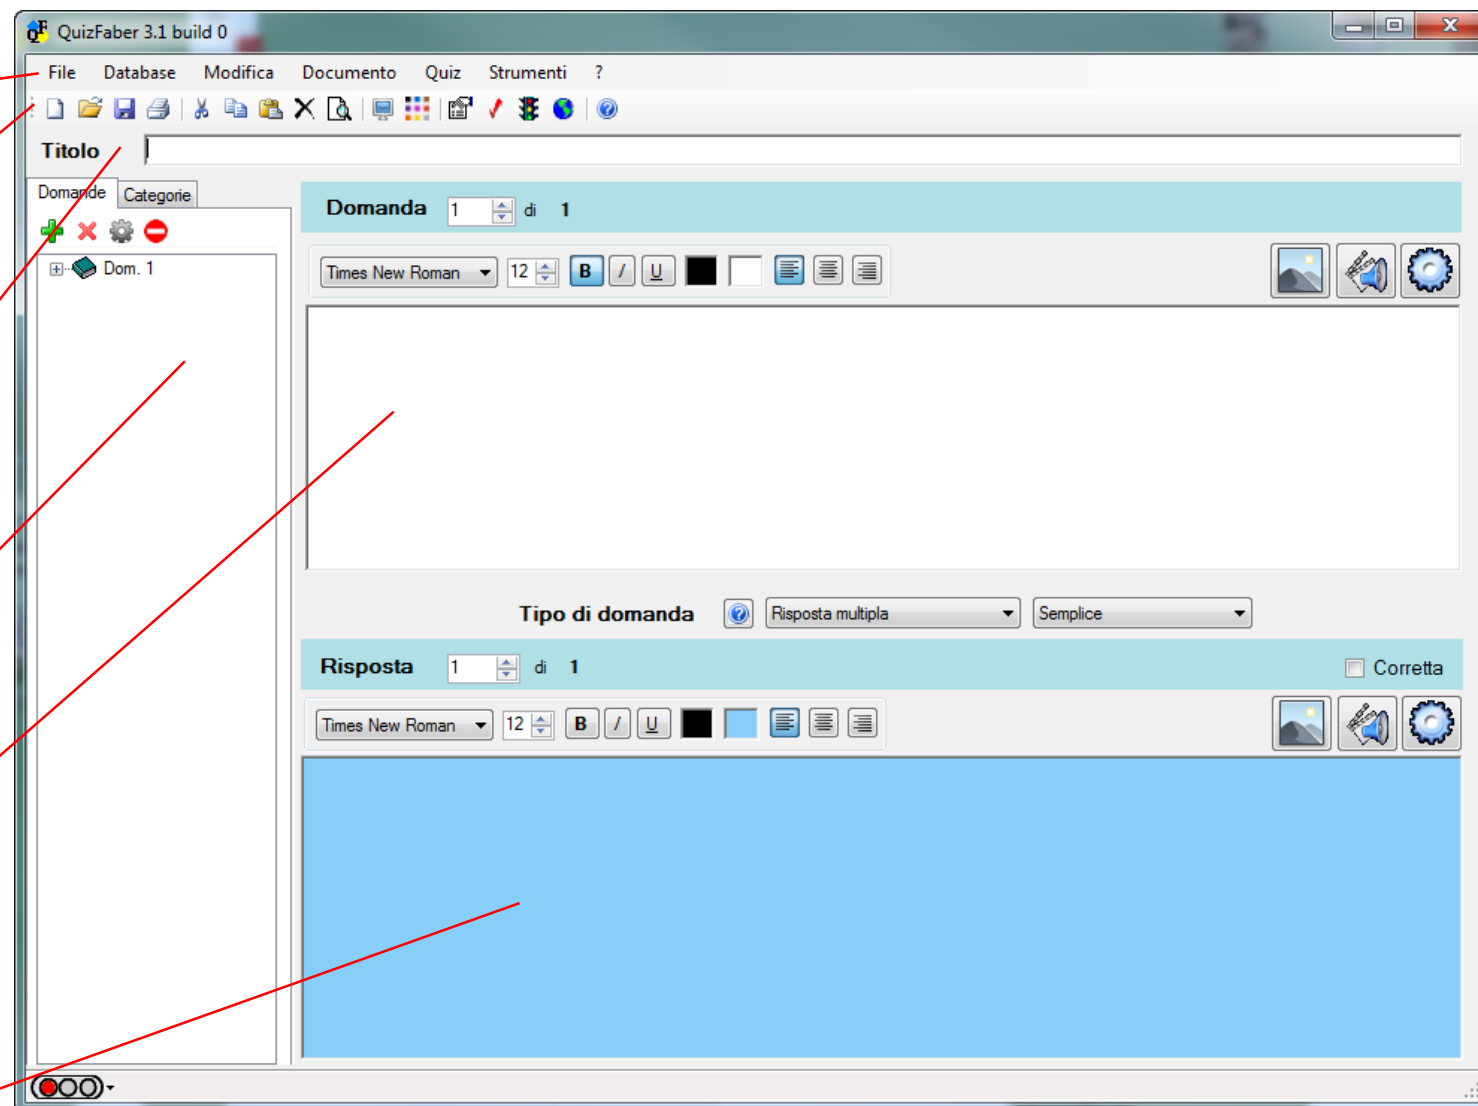 QuizFaber 3.1 build 0
File Database Modifica Documento Quiz Strumenti ?
Titolo
Domande Categorie
Dom. 1
Domanda 1 di 1
Times New Roman 12 B I U
Tipo di domanda Risposta multipla Semplice
Risposta 1 di 1 Corretta
Times New Roman 12 B I U